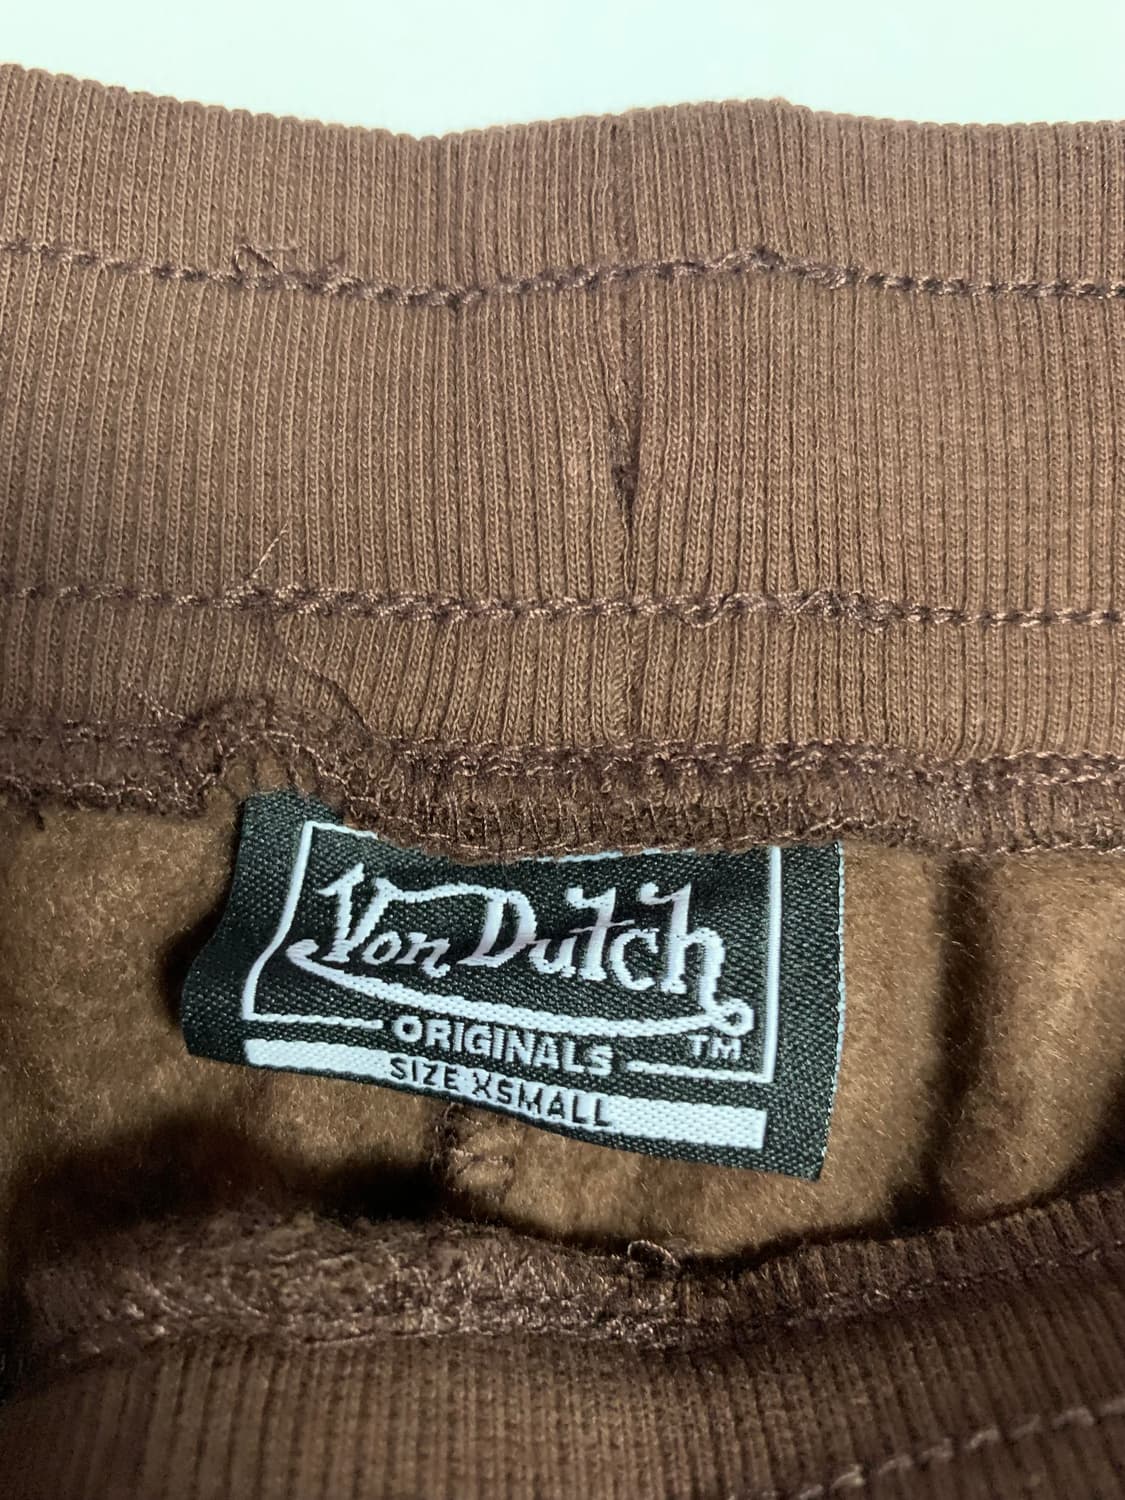 Von Dutch
ORIGINALS TM
SIZE XSMALL